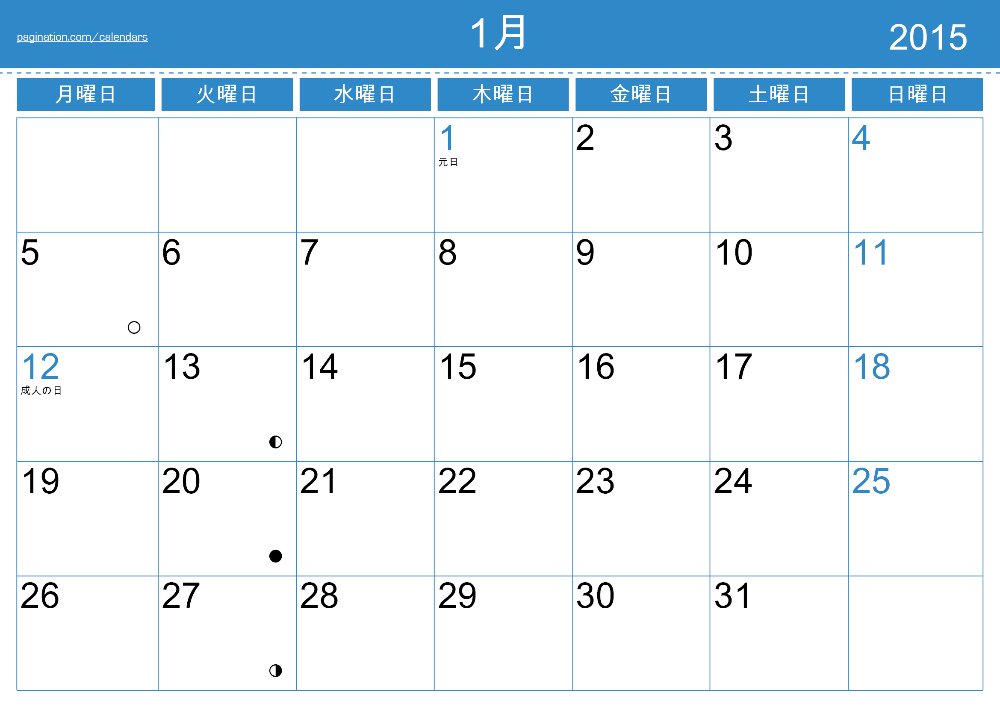 pagination.com/calendars
1月
2015
月曜日 火曜日 水曜日 木曜日 金曜日 土曜日 日曜日
1 2 3 4
元日
5 6 7 8 9 10 11
12 13 14 15 16 17 18
成人の日
19 20 21 22 23 24 25
26 27 28 29 30 31